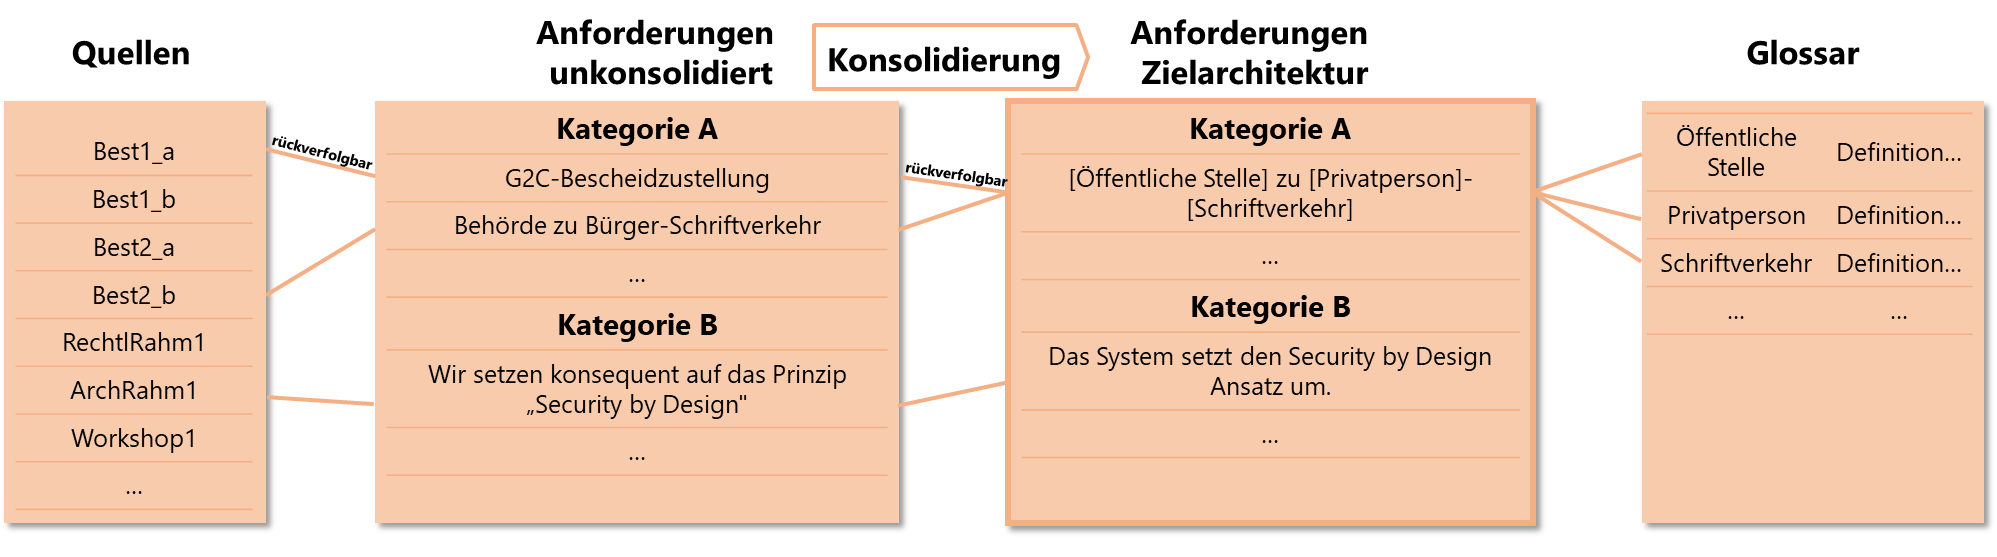 Quellen
Best1_a
Best1_b
Best2_a
Best2_b
RechtlRahm1
ArchRahm1
Workshop1
...
rückverfolgbar
Anforderungen
unkonsolidiert
Kategorie A
G2C-Bescheidzustellung
Behörde zu Bürger-Schriftverkehr
...
Kategorie B
Wir setzen konsequent auf das Prinzip
„Security by Design"
...
Konsolidierung
rückverfolgbar
Anforderungen
Zielarchitektur
Kategorie A
[Öffentliche Stelle] zu [Privatperson]-
[Schriftverkehr]
...
Kategorie B
Das System setzt den Security by Design
Ansatz um.
...
Glossar
Öffentliche
Stelle
Definition...
Privatperson Definition...
Schriftverkehr Definition...
... ...